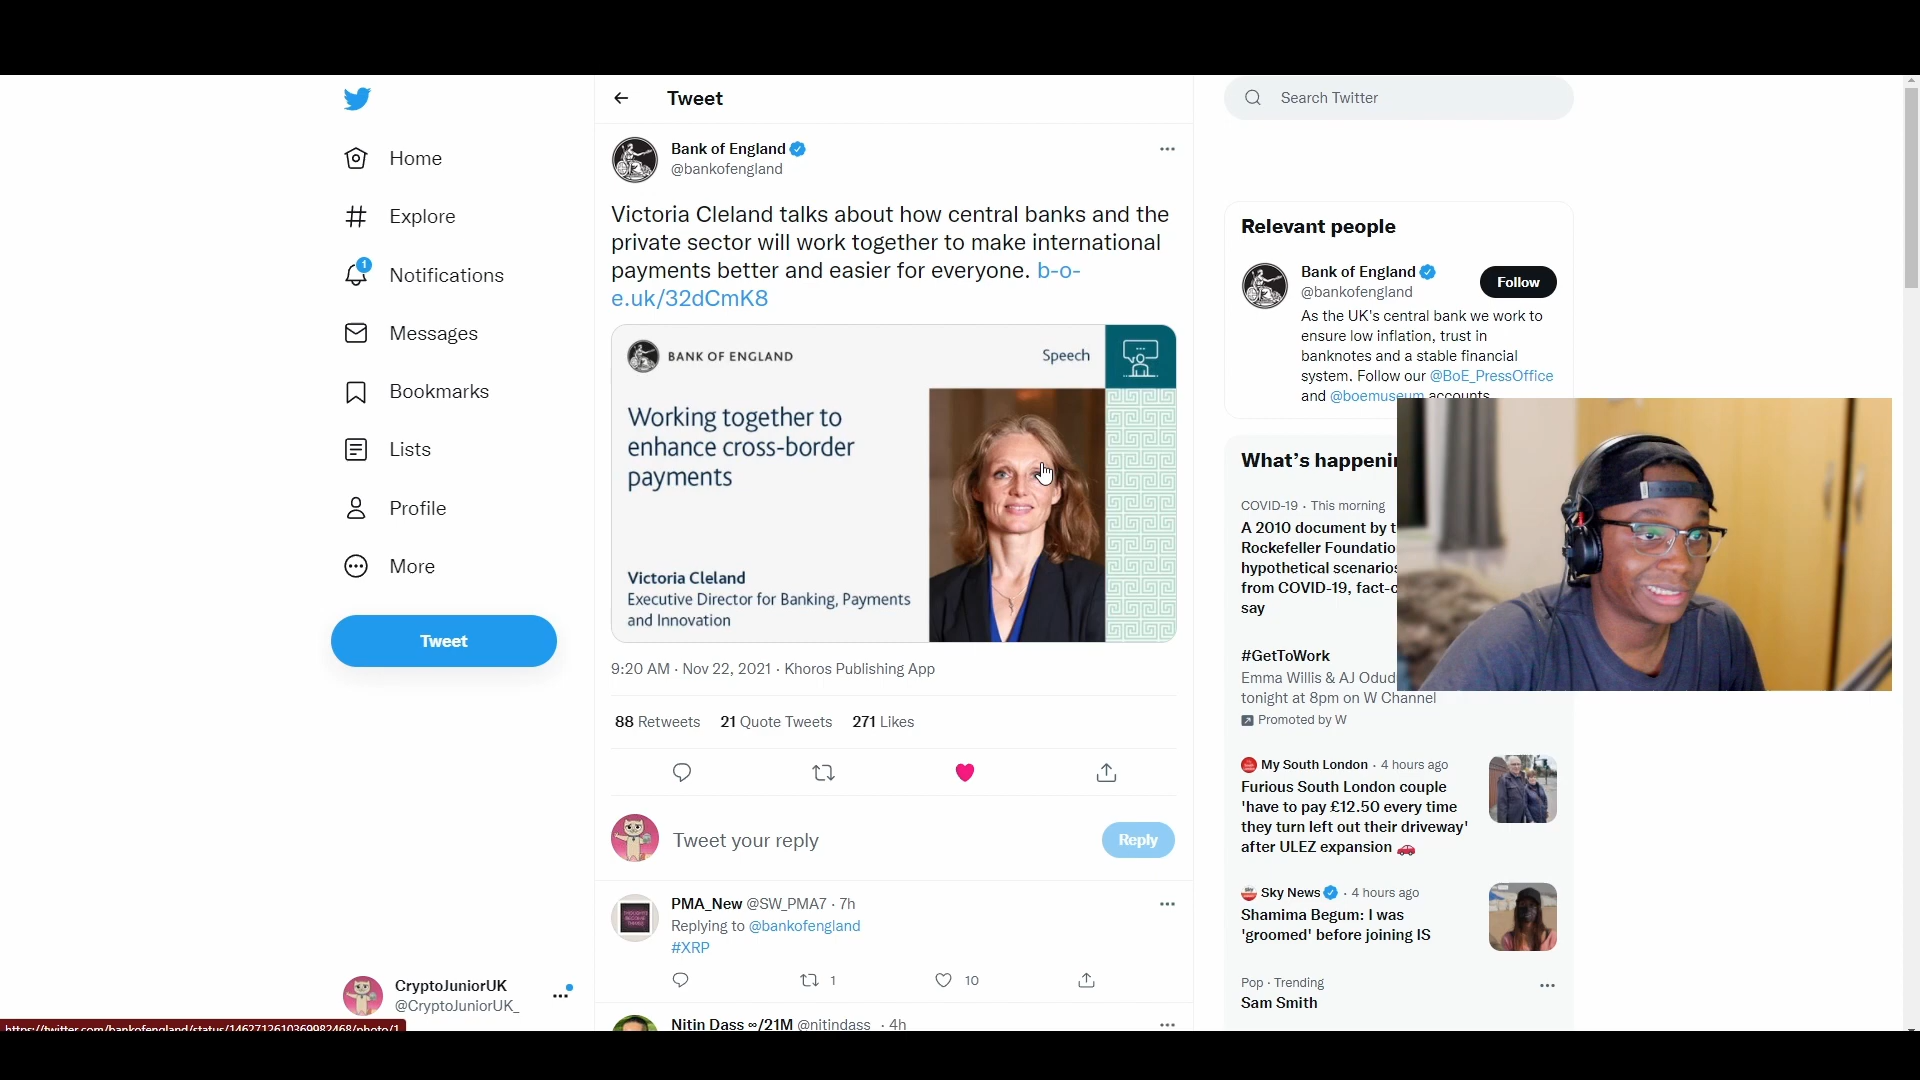 Home
Explore
1
Notifications
Messages
Bookmarks
Lists
Profile
More
Tweet
CryptoJuniorUK
@CryptoJuniorUK_
https://twitter.com/bankofengland/status/1462712610369982468/photo/1
Tweet
Bank of England
@bankofengland
Victoria Cleland talks about how central banks and the
private sector will work together to make international
payments better and easier for everyone. b-o-
e.uk/32dCmK8
BANK OF ENGLAND
Speech
Working together to
enhance cross-border
payments
Victoria Cleland
Executive Director for Banking, Payments
and Innovation
9:20 AM · Nov 22, 2021 · Khoros Publishing App
88 Retweets 21 Quote Tweets 271 Likes
Tweet your reply
Reply
PMA_New @SW_PMA7 · 7h
Replying to @bankofengland
#XRP
1
10
Nitin Dass ∞/21M @nitindass · 4h
Search Twitter
Relevant people
Bank of England
@bankofengland
Follow
As the UK's central bank we work to
ensure low inflation, trust in
banknotes and a stable financial
system. Follow our @BoE_PressOffice
and @boemuseum accounts
What's happenin
COVID-19 · This morning
A 2010 document by t
Rockefeller Foundatio
hypothetical scenarios
from COVID-19, fact-c
say
#GetToWork
Emma Willis & AJ Odud
tonight at 8pm on W Channel
Promoted by W
My South London · 4 hours ago
Furious South London couple
'have to pay £12.50 every time
they turn left out their driveway'
after ULEZ expansion 🚗
Sky News · 4 hours ago
Shamima Begum: I was
'groomed' before joining IS
Pop · Trending
Sam Smith